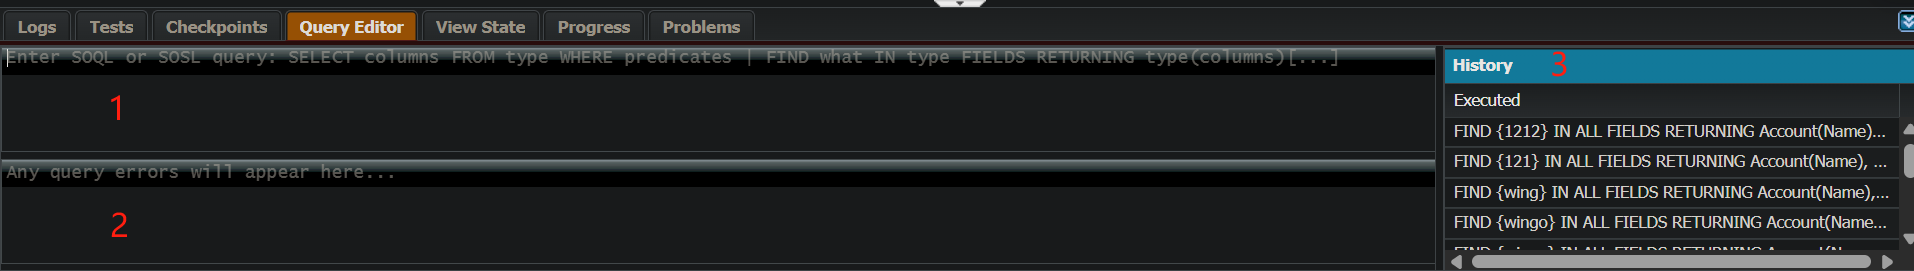 Logs Tests Checkpoints Query Editor View State Progress Problems
Enter SOQL or SOSL query: SELECT columns FROM type WHERE predicates | FIND what IN type FIELDS RETURNING type(columns)[...]
1
Any query errors will appear here...
2
History 3
Executed
FIND {1212} IN ALL FIELDS RETURNING Account(Name)...
FIND {121} IN ALL FIELDS RETURNING Account(Name), ...
FIND {wing} IN ALL FIELDS RETURNING Account(Name),...
FIND {wingo} IN ALL FIELDS RETURNING Account(Name...